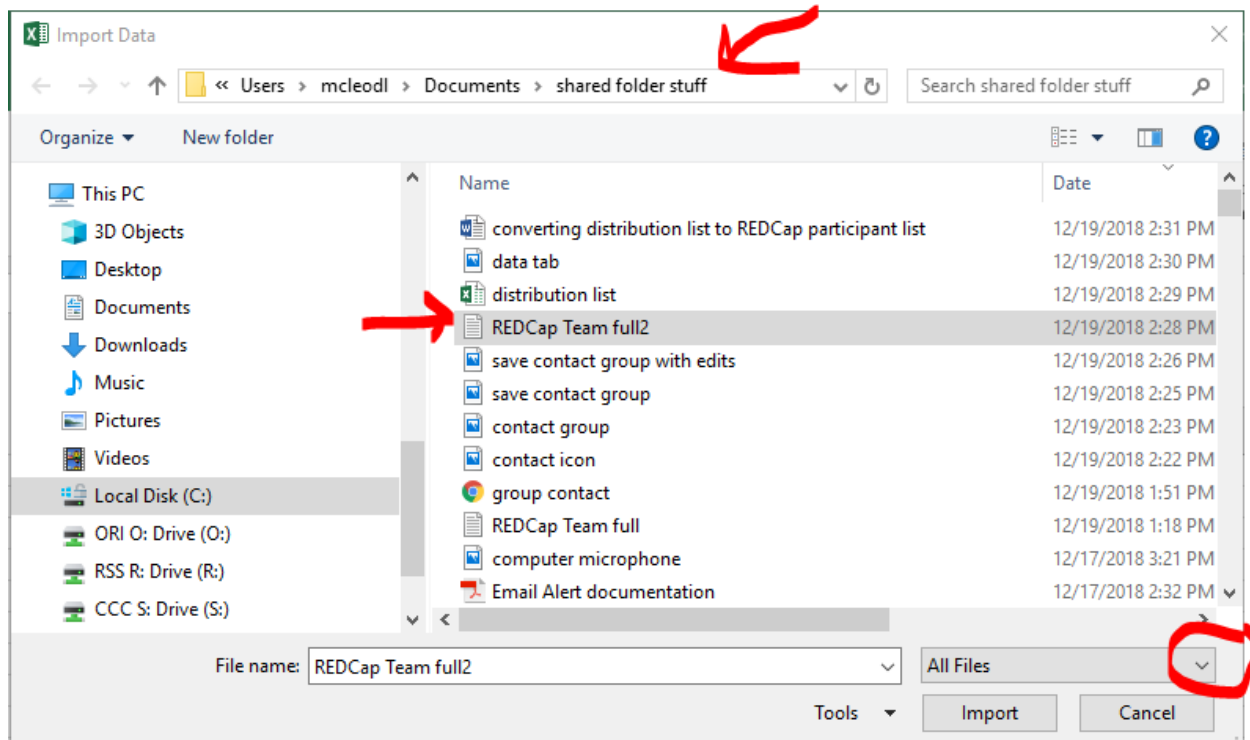 Import Data
« Users > mcleodl > Documents > shared folder stuff
Search shared folder stuff
Organize New folder
?
Name Date
This PC
3D Objects
Desktop
Documents
Downloads
Music
Pictures
Videos
Local Disk (C:)
ORI O: Drive (O:)
RSS R: Drive (R:)
CCC S: Drive (S:)
converting distribution list to REDCap participant list 12/19/2018 2:31 PM
data tab 12/19/2018 2:30 PM
distribution list 12/19/2018 2:29 PM
REDCap Team full2 12/19/2018 2:28 PM
save contact group with edits 12/19/2018 2:26 PM
save contact group 12/19/2018 2:25 PM
contact group 12/19/2018 2:23 PM
contact icon 12/19/2018 2:22 PM
group contact 12/19/2018 1:51 PM
REDCap Team full 12/19/2018 1:18 PM
computer microphone 12/17/2018 3:21 PM
Email Alert documentation 12/17/2018 2:32 PM
File name: REDCap Team full2 All Files
Tools Import Cancel